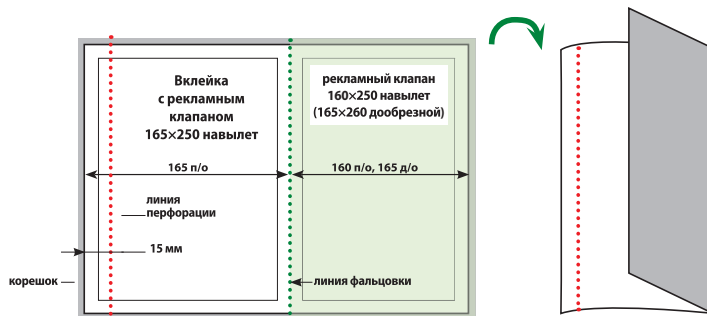 Вклейка
с рекламным
клапаном
165×250 навылет
рекламный клапан
160×250 навылет
(165×260 дообрезной)
165 п/о
160 п/о, 165 д/о
линия
перфорации
15 мм
корешок
линия фальцовки